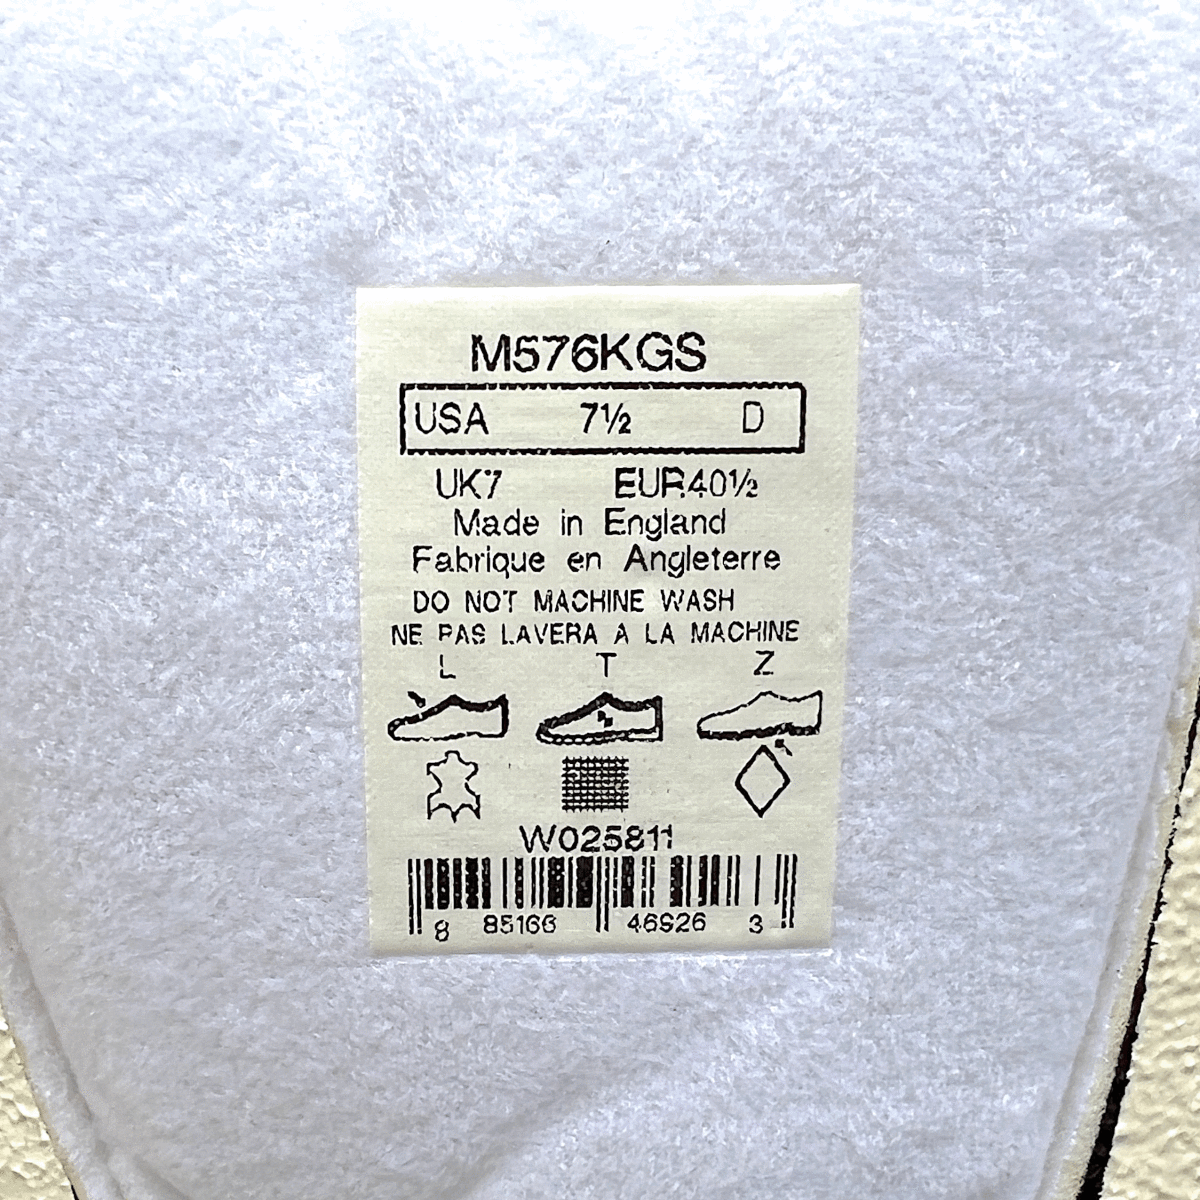 M576KGS
USA 7½ D
UK7 EUR40½
Made in England
Fabrique en Angleterre
DO NOT MACHINE WASH
NE PAS LAVERA A LA MACHINE
L T Z
W025811
8 85166 46926 3